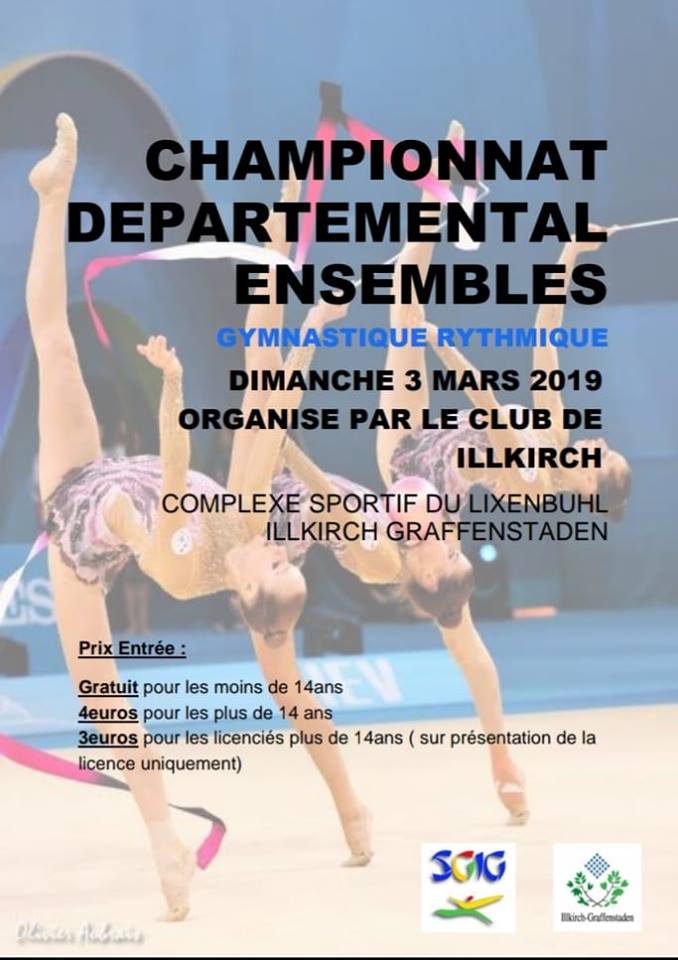 CHAMPIONNAT
DEPARTEMENTAL
ENSEMBLES
GYMNASTIQUE RYTHMIQUE
DIMANCHE 3 MARS 2019
ORGANISE PAR LE CLUB DE
ILLKIRCH
COMPLEXE SPORTIF DU LIXENBUHL
ILLKIRCH GRAFFENSTADEN
Prix Entrée :
Gratuit pour les moins de 14ans
4euros pour les plus de 14 ans
3euros pour les licenciés plus de 14ans ( sur présentation de la
licence uniquement)
SGIG
Illkirch-Graffenstaden
Olivier Aubrais